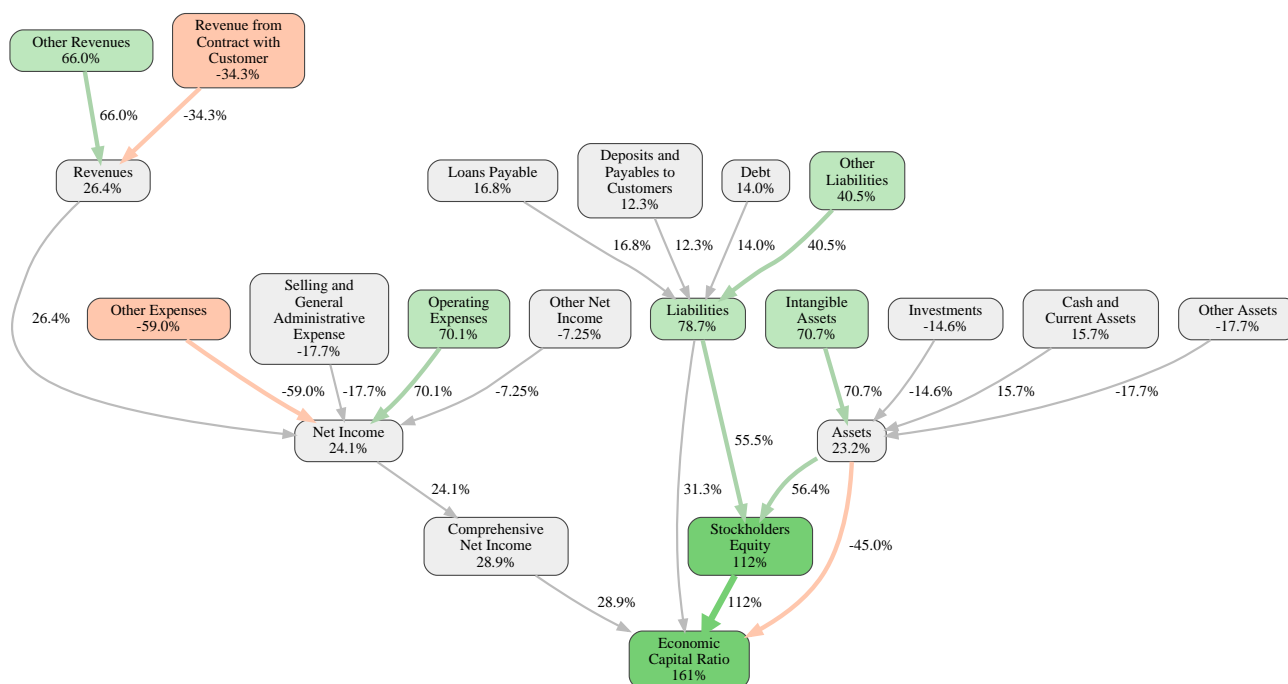 Other Revenues
66.0%
Revenue from
Contract with
Customer
-34.3%
66.0%
-34.3%
Revenues
26.4%
Loans Payable
16.8%
Deposits and
Payables to
Customers
12.3%
Debt
14.0%
Other
Liabilities
40.5%
16.8%
12.3%
14.0%
40.5%
26.4%
Other Expenses
-59.0%
Selling and
General
Administrative
Expense
-17.7%
Operating
Expenses
70.1%
Other Net
Income
-7.25%
Liabilities
78.7%
Intangible
Assets
70.7%
Investments
-14.6%
Cash and
Current Assets
15.7%
Other Assets
-17.7%
-59.0%
-17.7%
70.1%
-7.25%
70.7%
-14.6%
15.7%
-17.7%
Net Income
24.1%
55.5%
Assets
23.2%
24.1%
31.3%
56.4%
Comprehensive
Net Income
28.9%
Stockholders
Equity
112%
-45.0%
28.9%
112%
Economic
Capital Ratio
161%